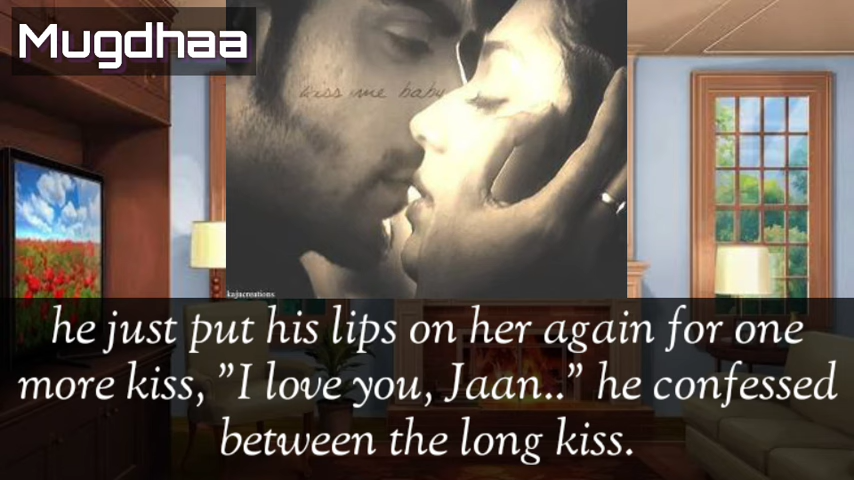 Mugdhaa
kiss me baby
kajacreations
he just put his lips on her again for one
more kiss, ”I love you, Jaan..” he confessed
between the long kiss.